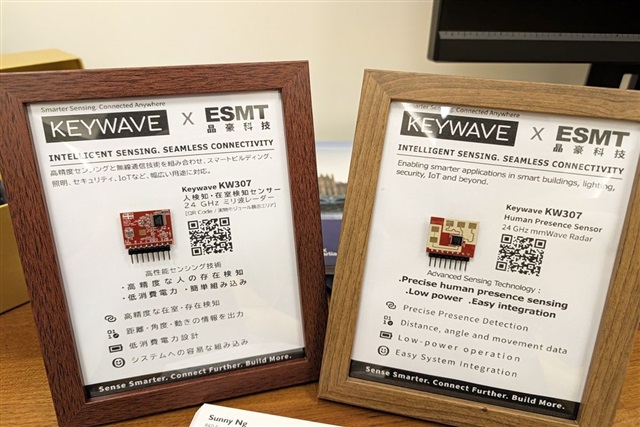 Smarter Sensing. Connected Anywhere
KEYWAVE X ESMT
晶豪科技
INTELLIGENT SENSING. SEAMLESS CONNECTIVITY
高精度センシングと無線通信技術を組み合わせ、スマートビルディング、
照明、セキュリティ、IoTなど、幅広い用途に対応。
Keywave KW307
人検知・在室検知センサー
24 GHz ミリ波レーダー
高性能センシング技術
・高精度な人の存在検知
・低消費電力 ・簡単組み込み
高精度な在室・存在検知
距離・角度・動きの情報を出力
低消費電力設計
システムへの容易な組み込み
Sense Smarter. Connect Further. Build More.
Smarter Sensing. Connected Anywhere
KEYWAVE X ESMT
晶豪科技
INTELLIGENT SENSING. SEAMLESS CONNECTIVITY
Enabling smarter applications in smart buildings, lighting,
security, IoT and beyond.
Keywave KW307
Human Presence Sensor
24 GHz mmWave Radar
Advanced Sensing Technology :
.Precise human presence sensing
.Low power .Easy integration
Precise Presence Detection
Distance, angle and movement data
Low-power operation
Easy System integration
Sense Smarter. Connect Further. Build More.
Sunny Ng